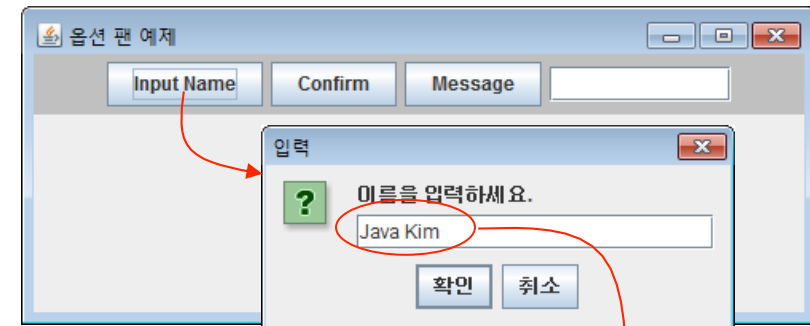 옵션 팬 예제
Input Name Confirm Message
입력
이름을 입력하세요.
Java Kim
확인 취소